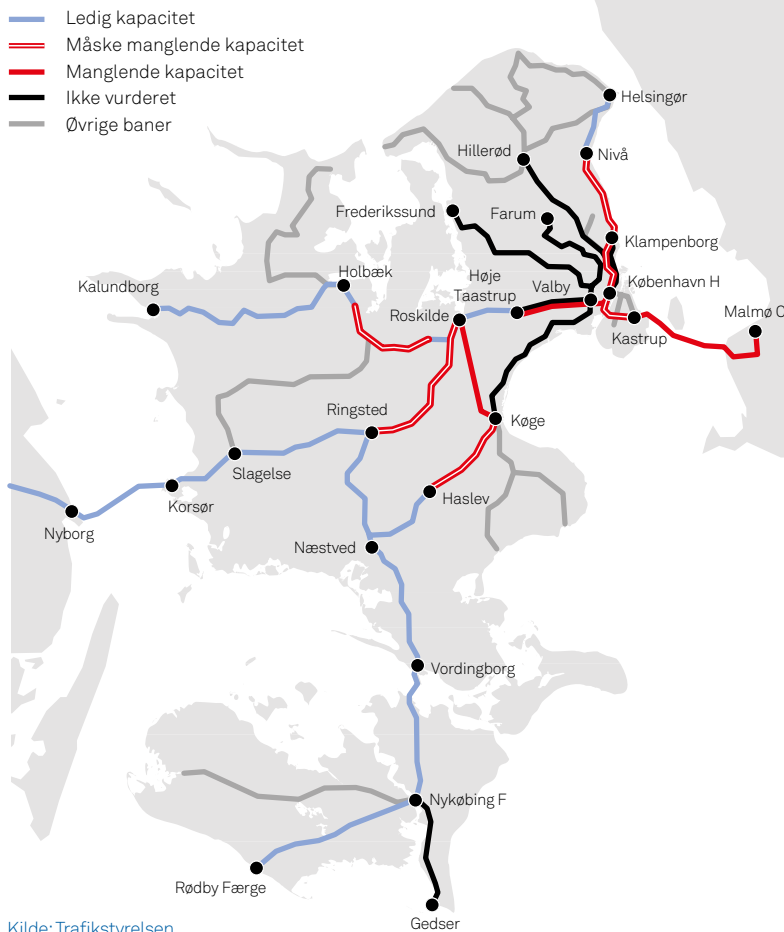 Ledig kapacitet
Måske manglende kapacitet
Manglende kapacitet
Ikke vurderet
Øvrige baner
Helsingør
Hillerød
Nivå
Frederikssund
Farum
Klampenborg
Kalundborg
Holbæk
Høje
Taastrup
Valby
København H
Roskilde
Malmø C
Kastrup
Ringsted
Køge
Slagelse
Haslev
Korsør
Nyborg
Næstved
Vordingborg
Nykøbing F
Rødby Færge
Gedser
Kilde: Trafikstyrelsen